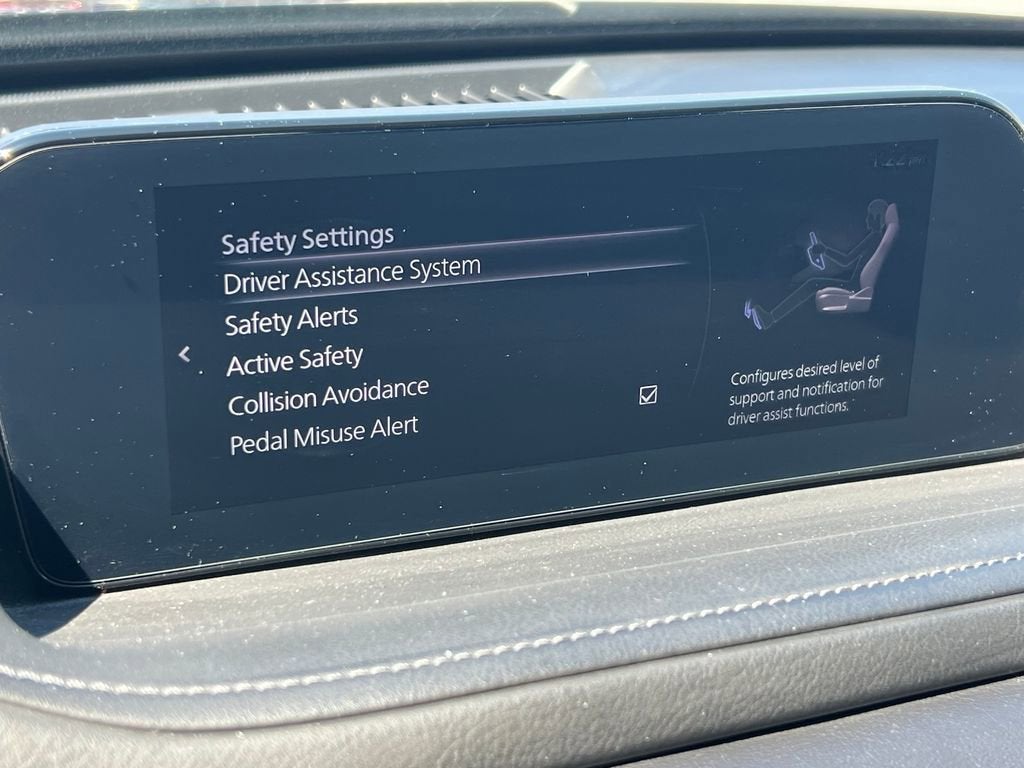 Safety Settings
Driver Assistance System
Safety Alerts
Active Safety
Collision Avoidance
Pedal Misuse Alert
Configures desired level of
support and notification for
driver assist functions.